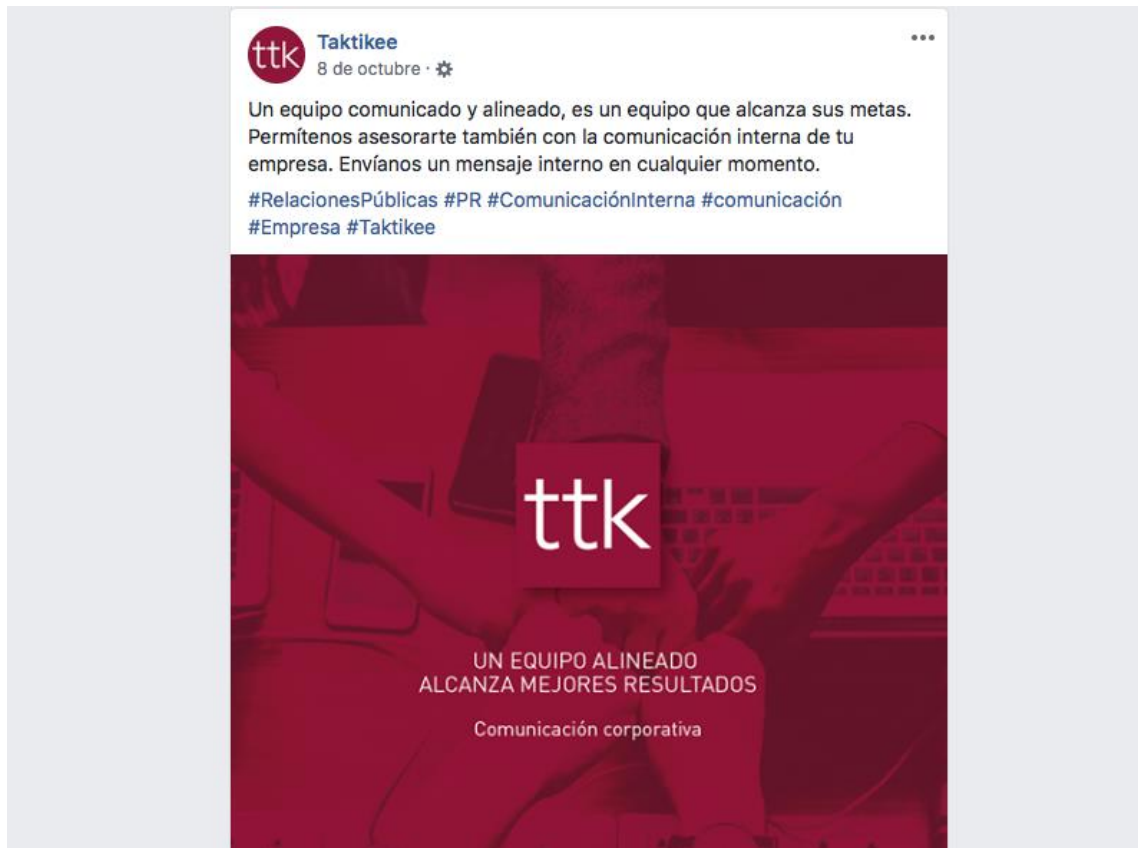 ttk
Taktikee
8 de octubre ·
Un equipo comunicado y alineado, es un equipo que alcanza sus metas.
Permítenos asesorarte también con la comunicación interna de tu
empresa. Envíanos un mensaje interno en cualquier momento.
#RelacionesPúblicas #PR #ComunicaciónInterna #comunicación
#Empresa #Taktikee
ttk
UN EQUIPO ALINEADO
ALCANZA MEJORES RESULTADOS
Comunicación corporativa